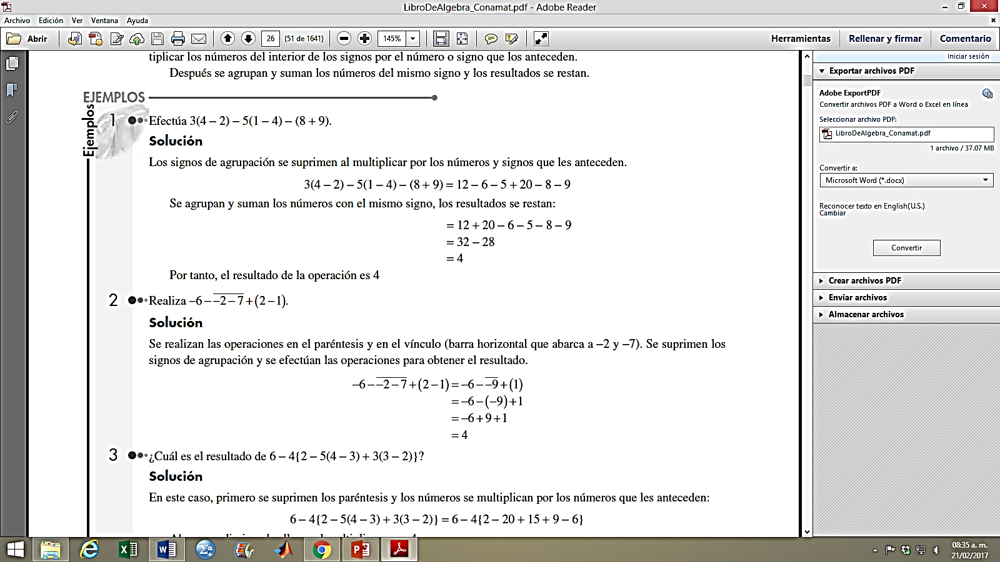 LibroDeAlgebra_Conamat.pdf - Adobe Reader
Archivo Edición Ver Ventana Ayuda
Abrir 26 (51 de 1641) 145% Herramientas Rellenar y firmar Comentario
tiplicar los números del interior de los signos por el número o signo que los anteceden.
Después se agrupan y suman los números del mismo signo y los resultados se restan.
EJEMPLOS
Ejemplos
1 Efectúa 3(4 – 2) – 5(1 – 4) – (8 + 9).
Solución
Los signos de agrupación se suprimen al multiplicar por los números y signos que les anteceden.
3(4 – 2) – 5(1 – 4) – (8 + 9) = 12 – 6 – 5 + 20 – 8 – 9
Se agrupan y suman los números con el mismo signo, los resultados se restan:
= 12 + 20 – 6 – 5 – 8 – 9
= 32 – 28
= 4
Por tanto, el resultado de la operación es 4
2 Realiza –6 – –2 – 7 + (2 – 1).
Solución
Se realizan las operaciones en el paréntesis y en el vínculo (barra horizontal que abarca a –2 y –7). Se suprimen los
signos de agrupación y se efectúan las operaciones para obtener el resultado.
–6 – –2 – 7 + (2 – 1) = –6 – –9 + (1)
= –6 – (–9) + 1
= –6 + 9 + 1
= 4
3 ¿Cuál es el resultado de 6 – 4{2 – 5(4 – 3) + 3(3 – 2)}?
Solución
En este caso, primero se suprimen los paréntesis y los números se multiplican por los números que les anteceden:
6 – 4{2 – 5(4 – 3) + 3(3 – 2)} = 6 – 4{2 – 20 + 15 + 9 – 6}
Iniciar sesión
Exportar archivos PDF
Adobe ExportPDF
Convertir archivos PDF a Word o Excel en línea
Seleccionar archivo PDF:
LibroDeAlgebra_Conamat.pdf
1 archivo / 37.07 MB
Convertir a:
Microsoft Word (*.docx)
Reconocer texto en English(U.S.)
Cambiar
Convertir
Crear archivos PDF
Enviar archivos
Almacenar archivos
08:35 a. m.
21/02/2017